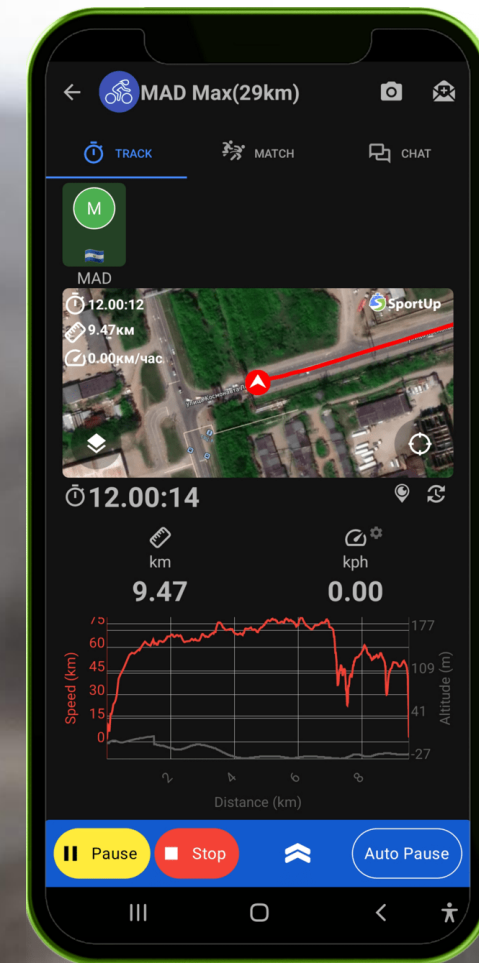 MAD Max(29km)
TRACK
MATCH
CHAT
M
MAD
12.00:12
SportUp
9.47км
0.00км/час
12.00:14
km
kph
9.47
0.00
75
60
45
30
15
0
Speed (km)
177
109
41
-27
Altitude (m)
2
4
6
8
Distance (km)
Pause
Stop
Auto Pause